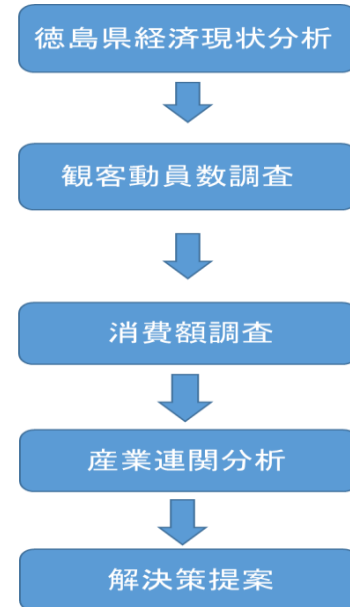 徳島県経済現状分析
観客動員数調査
消費額調査
産業連関分析
解決策提案